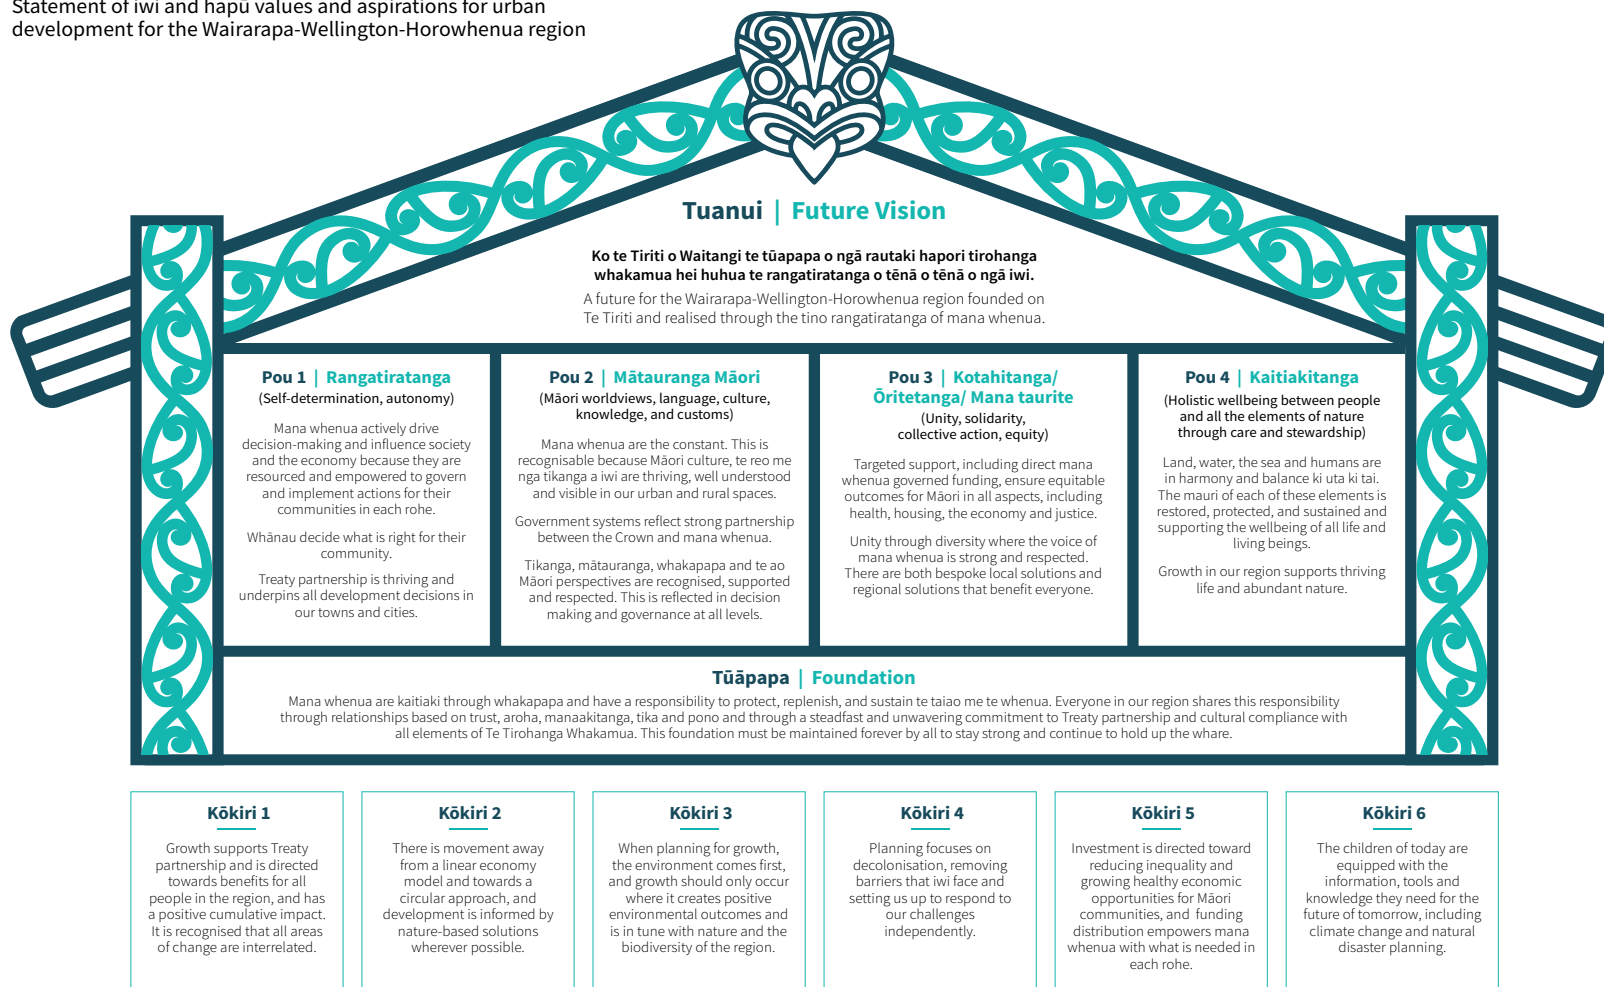 Statement of iwi and hapū values and aspirations for urban
development for the Wairarapa-Wellington-Horowhenua region
Tuanui | Future Vision
Ko te Tiriti o Waitangi te tūāpapa o ngā rautaki hapori tirohanga
whakamua hei huhua te rangatiratanga o tēnā o tēnā o ngā iwi.
A future for the Wairarapa-Wellington-Horowhenua region founded on
Te Tiriti and realised through the tino rangatiratanga of mana whenua.
Pou 1 | Rangatiratanga
(Self-determination, autonomy)
Mana whenua actively drive
decision-making and influence society
and the economy because they are
resourced and empowered to govern
and implement actions for their
communities in each rohe.
Whānau decide what is right for their
community.
Treaty partnership is thriving and
underpins all development decisions in
our towns and cities.
Pou 2 | Mātauranga Māori
(Māori worldviews, language, culture,
knowledge, and customs)
Mana whenua are the constant. This is
recognisable because Māori culture, te reo me
nga tikanga a iwi are thriving, well understood
and visible in our urban and rural spaces.
Government systems reflect strong partnership
between the Crown and mana whenua.
Tikanga, mātauranga, whakapapa and te ao
Māori perspectives are recognised, supported
and respected. This is reflected in decision
making and governance at all levels.
Pou 3 | Kotahitanga/
Ōritetanga/ Mana taurite
(Unity, solidarity,
collective action, equity)
Targeted support, including direct mana
whenua governed funding, ensure equitable
outcomes for Māori in all aspects, including
health, housing, the economy and justice.
Unity through diversity where the voice of
mana whenua is strong and respected.
There are both bespoke local solutions and
regional solutions that benefit everyone.
Pou 4 | Kaitiakitanga
(Holistic wellbeing between people
and all the elements of nature
through care and stewardship)
Land, water, the sea and humans are
in harmony and balance ki uta ki tai.
The mauri of each of these elements is
restored, protected, and sustained and
supporting the wellbeing of all life and
living beings.
Growth in our region supports thriving
life and abundant nature.
Tūāpapa | Foundation
Mana whenua are kaitiaki through whakapapa and have a responsibility to protect, replenish, and sustain te taiao me te whenua. Everyone in our region shares this responsibility
through relationships based on trust, aroha, manaakitanga, tika and pono and through a steadfast and unwavering commitment to Treaty partnership and cultural compliance with
all elements of Te Tirohanga Whakamua. This foundation must be maintained forever by all to stay strong and continue to hold up the whare.
Kōkiri 1
Growth supports Treaty
partnership and is directed
towards benefits for all
people in the region, and has
a positive cumulative impact.
It is recognised that all areas
of change are interrelated.
Kōkiri 2
There is movement away
from a linear economy
model and towards a
circular approach, and
development is informed by
nature-based solutions
wherever possible.
Kōkiri 3
When planning for growth,
the environment comes first,
and growth should only occur
where it creates positive
environmental outcomes and
is in tune with nature and the
biodiversity of the region.
Kōkiri 4
Planning focuses on
decolonisation, removing
barriers that iwi face and
setting us up to respond to
our challenges
independently.
Kōkiri 5
Investment is directed toward
reducing inequality and
growing healthy economic
opportunities for Māori
communities, and funding
distribution empowers mana
whenua with what is needed in
each rohe.
Kōkiri 6
The children of today are
equipped with the
information, tools and
knowledge they need for the
future of tomorrow, including
climate change and natural
disaster planning.